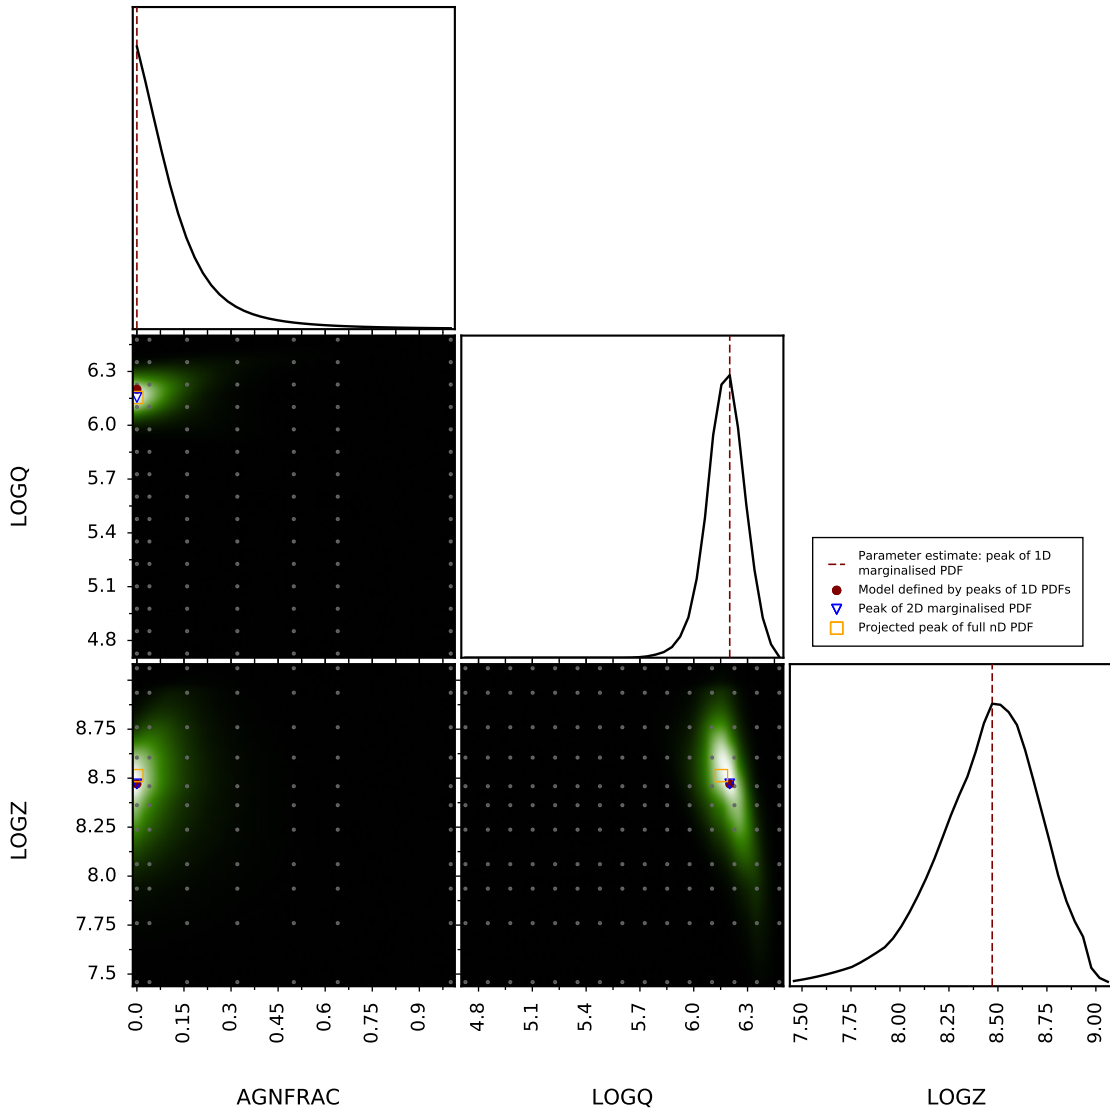 6.3
6.0
5.7
5.4
5.1
4.8
LOGQ
Parameter estimate: peak of 1D
marginalised PDF
Model defined by peaks of 1D PDFs
Peak of 2D marginalised PDF
Projected peak of full nD PDF
8.75
8.5
8.25
8.0
7.75
7.5
LOGZ
0.0 0.15 0.3 0.45 0.6 0.75 0.9
4.8 5.1 5.4 5.7 6.0 6.3
7.50 7.75 8.00 8.25 8.50 8.75 9.00
AGNFRAC
LOGQ
LOGZ